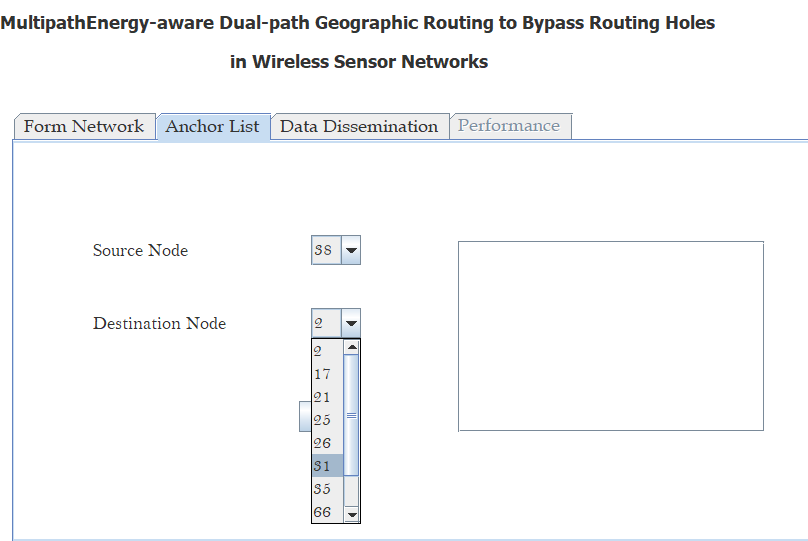 MultipathEnergy-aware Dual-path Geographic Routing to Bypass Routing Holes
in Wireless Sensor Networks
Form Network Anchor List Data Dissemination Performance
Source Node 38
Destination Node 2
2
17
21
25
26
31
35
66